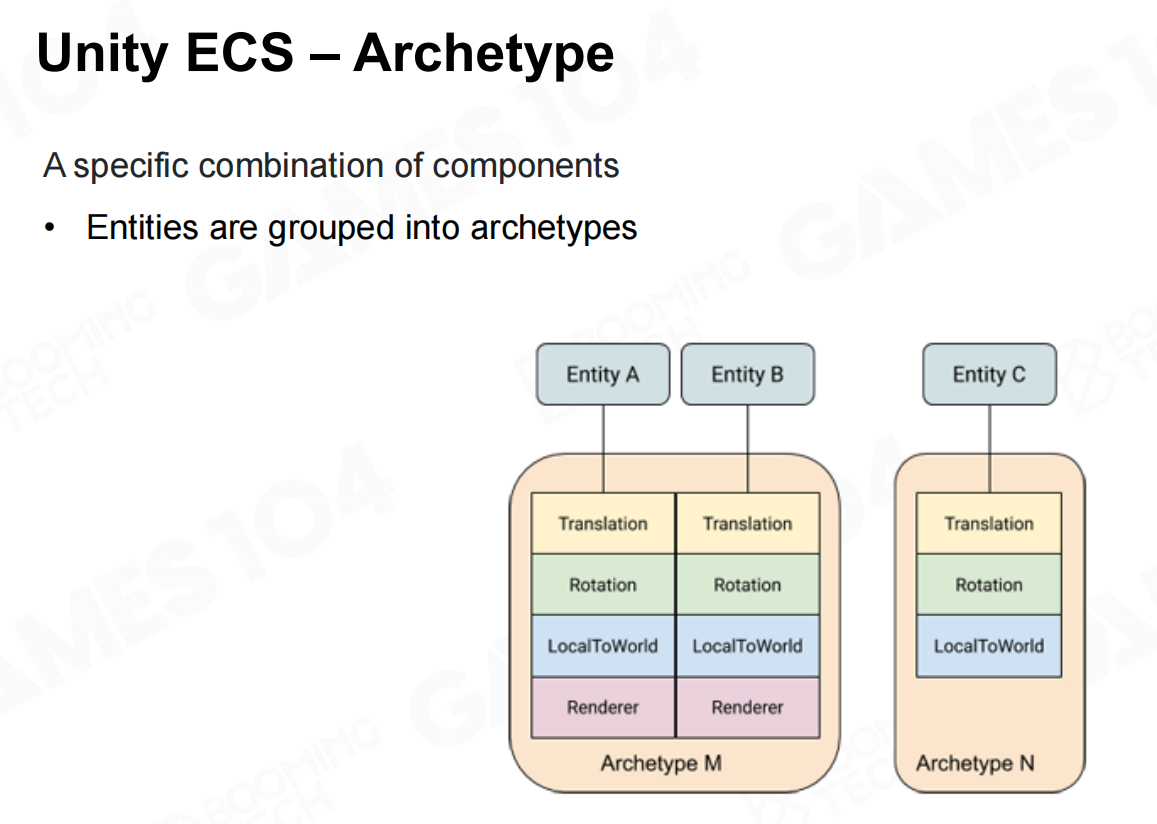 Unity ECS – Archetype
A specific combination of components
• Entities are grouped into archetypes
Entity A
Entity B
Entity C
Translation
Translation
Translation
Rotation
Rotation
Rotation
LocalToWorld
LocalToWorld
LocalToWorld
Renderer
Renderer
Archetype M
Archetype N
GAMES104
BOOMING
TECH